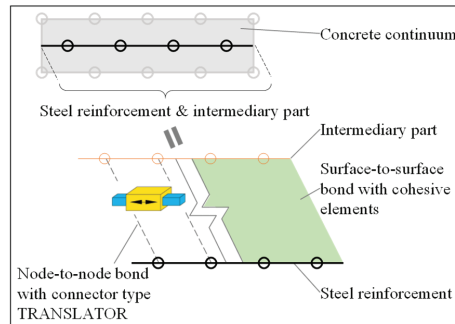 Concrete continuum
Steel reinforcement & intermediary part
Intermediary part
Surface-to-surface
bond with cohesive
elements
Node-to-node bond
with connector type
TRANSLATOR
Steel reinforcement